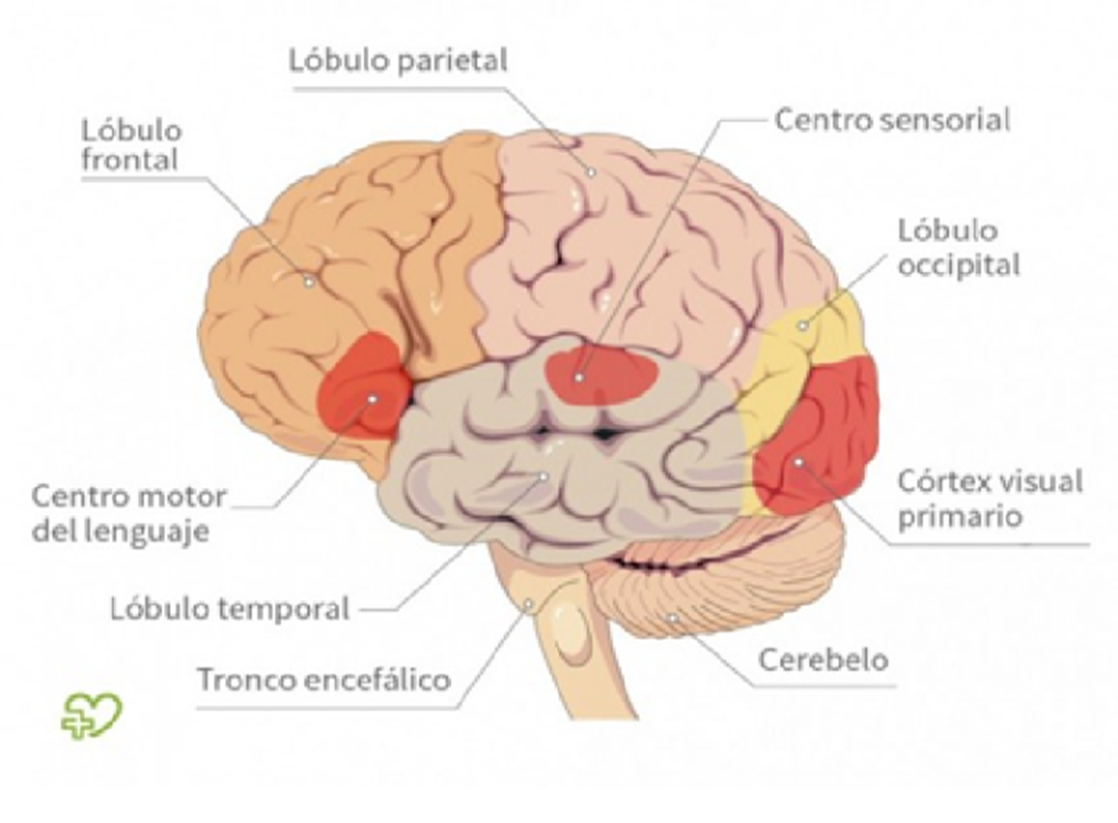 Lóbulo parietal
Centro sensorial
Lóbulo
frontal
Lóbulo
occipital
Centro motor
del lenguaje
Córtex visual
primario
Lóbulo temporal
Cerebelo
Tronco encefálico